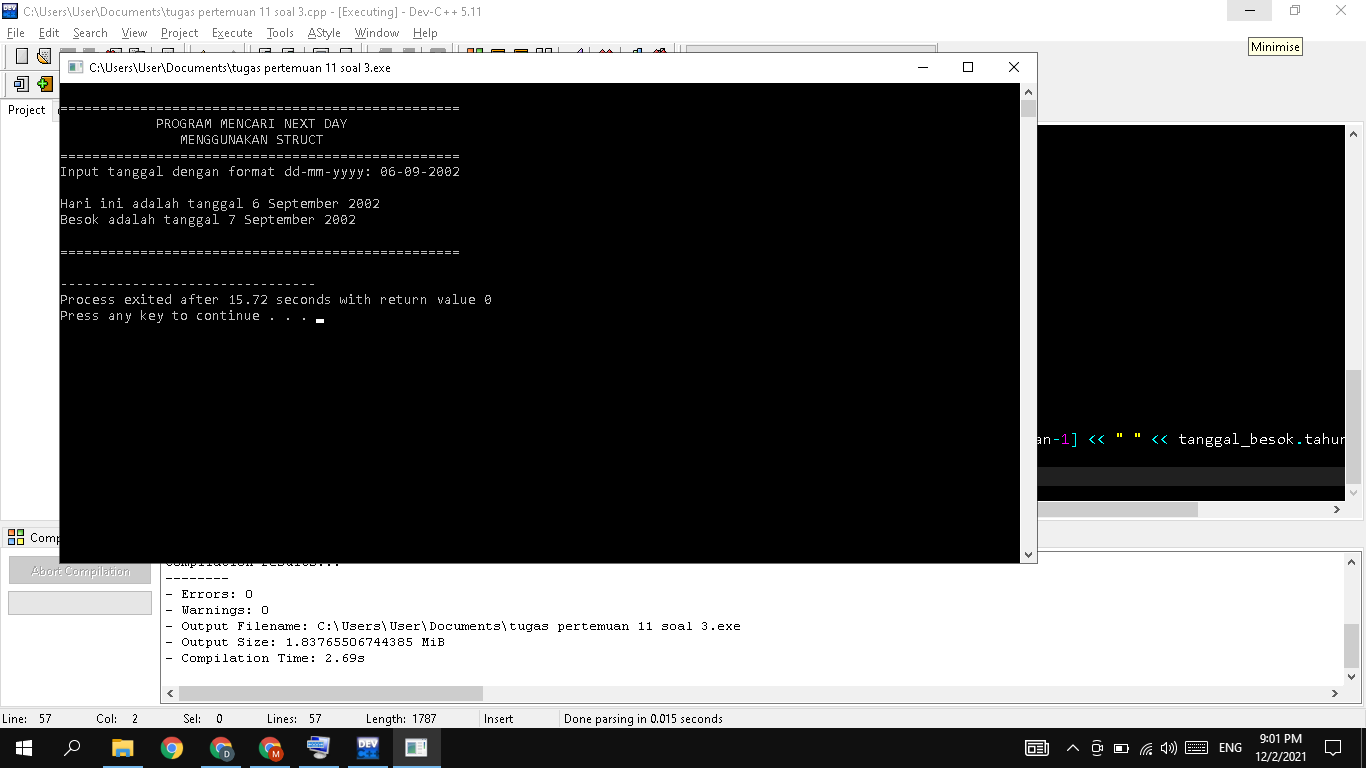 C:\Users\User\Documents\tugas pertemuan 11 soal 3.cpp - [Executing] - Dev-C++ 5.11
File Edit Search View Project Execute Tools AStyle Window Help
Minimise
C:\Users\User\Documents\tugas pertemuan 11 soal 3.exe
Project
==================================================
PROGRAM MENCARI NEXT DAY
MENGGUNAKAN STRUCT
==================================================
Input tanggal dengan format dd-mm-yyyy: 06-09-2002
Hari ini adalah tanggal 6 September 2002
Besok adalah tanggal 7 September 2002
==================================================
--------------------------------
Process exited after 15.72 seconds with return value 0
Press any key to continue . . .
an-1] << " " << tanggal_besok.tahun
Comp
Abort Compilation
Compilation results...
--------
- Errors: 0
- Warnings: 0
- Output Filename: C:\Users\User\Documents\tugas pertemuan 11 soal 3.exe
- Output Size: 1.83765506744385 MiB
- Compilation Time: 2.69s
Line: 57 Col: 2 Sel: 0 Lines: 57 Length: 1787 Insert Done parsing in 0.015 seconds
D
M
DEV
ENG
9:01 PM
12/2/2021